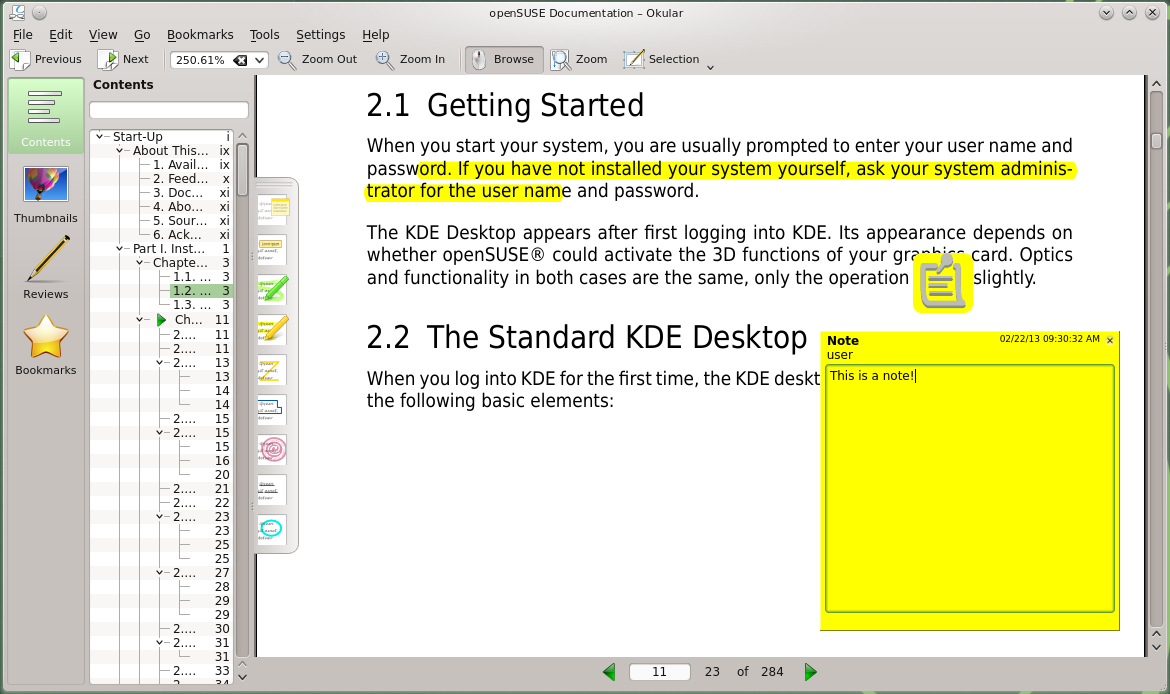 openSUSE Documentation – Okular
File Edit View Go Bookmarks Tools Settings Help
Previous Next 250.61% Zoom Out Zoom In Browse Zoom Selection
Contents
Thumbnails
Reviews
Bookmarks
Contents
Start-Up i
About This... ix
1. Avail... ix
2. Feed... x
3. Doc... xi
4. Abo... xi
5. Sour... xi
6. Ack... xi
Part I. Inst... 1
Chapte... 3
1.1. ... 3
1.2. ... 3
1.3. ... 3
Ch... 11
2.... 11
2.... 11
2.... 13
13
14
14
2.... 15
2.... 15
15
16
20
2.... 21
2.... 22
2.... 23
23
25
25
2.... 27
28
29
29
2.... 30
2.... 31
31
2.... 33
2.1 Getting Started
When you start your system, you are usually prompted to enter your user name and
password. If you have not installed your system yourself, ask your system adminis-
trator for the user name and password.
The KDE Desktop appears after first logging into KDE. Its appearance depends on
whether openSUSE® could activate the 3D functions of your graphics card. Optics
and functionality in both cases are the same, only the operation slightly.
2.2 The Standard KDE Desktop
When you log into KDE for the first time, the KDE deskt
the following basic elements:
Note 02/22/13 09:30:32 AM
user
This is a note!
11 23 of 284